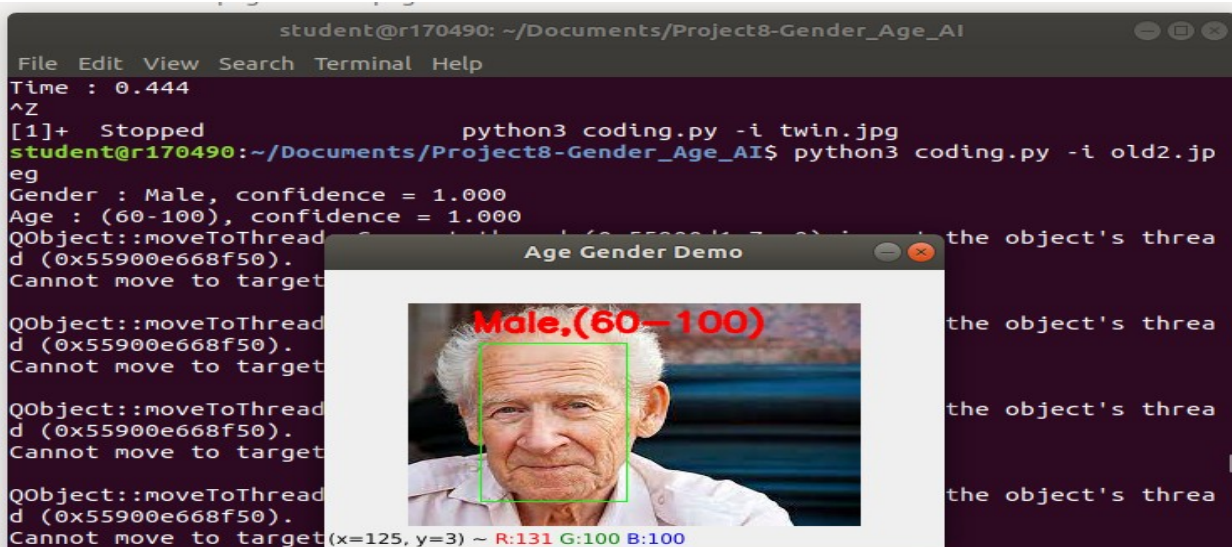 student@r170490: ~/Documents/Project8-Gender_Age_AI
File Edit View Search Terminal Help
Time : 0.444
^Z
[1]+ Stopped python3 coding.py -i twin.jpg
student@r170490:~/Documents/Project8-Gender_Age_AI$ python3 coding.py -i old2.jp
eg
Gender : Male, confidence = 1.000
Age : (60-100), confidence = 1.000
QObject::moveToThread the object's threa
d (0x55900e668f50).
Cannot move to target
Age Gender Demo
Male,(60-100)
QObject::moveToThread the object's threa
d (0x55900e668f50).
Cannot move to target
QObject::moveToThread the object's threa
d (0x55900e668f50).
Cannot move to target
QObject::moveToThread the object's threa
d (0x55900e668f50).
Cannot move to target
(x=125, y=3) ~ R:131 G:100 B:100